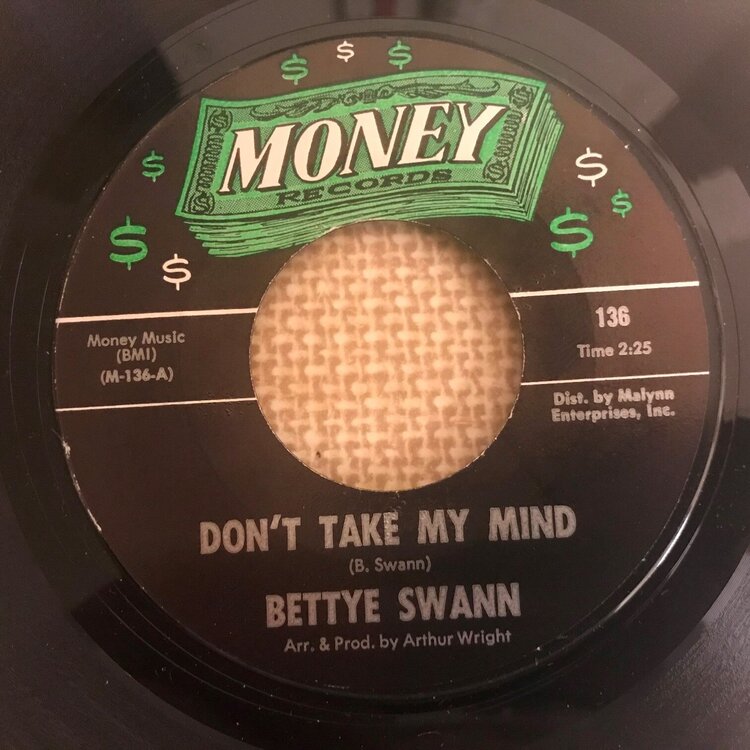 $ $ $
MONEY
RECORDS
$ $ $ $ $ $
Money Music
(BMI)
(M-136-A)
136
Time 2:25
Dist. by Malynn
Enterprises, Inc.
DON'T TAKE MY MIND
(B. Swann)
BETTYE SWANN
Arr. & Prod. by Arthur Wright